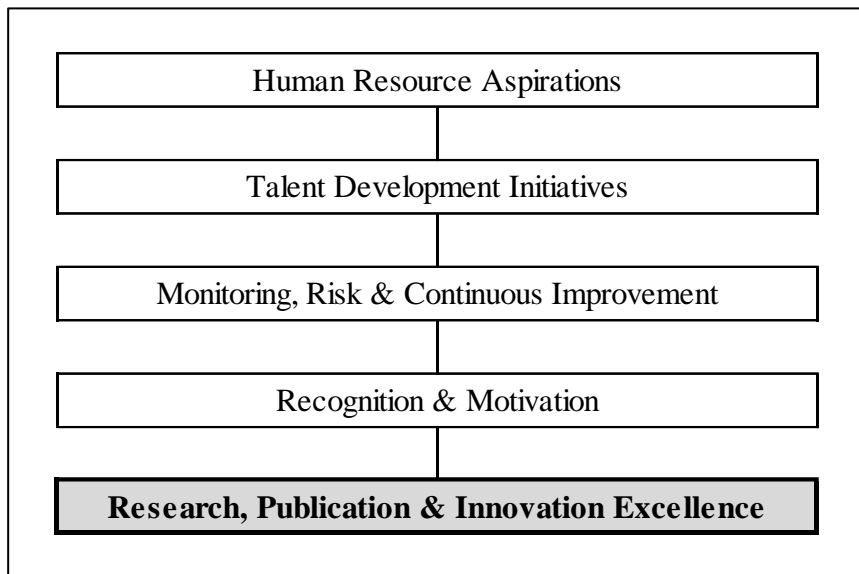 Human Resource Aspirations
Talent Development Initiatives
Monitoring, Risk & Continuous Improvement
Recognition & Motivation
Research, Publication & Innovation Excellence